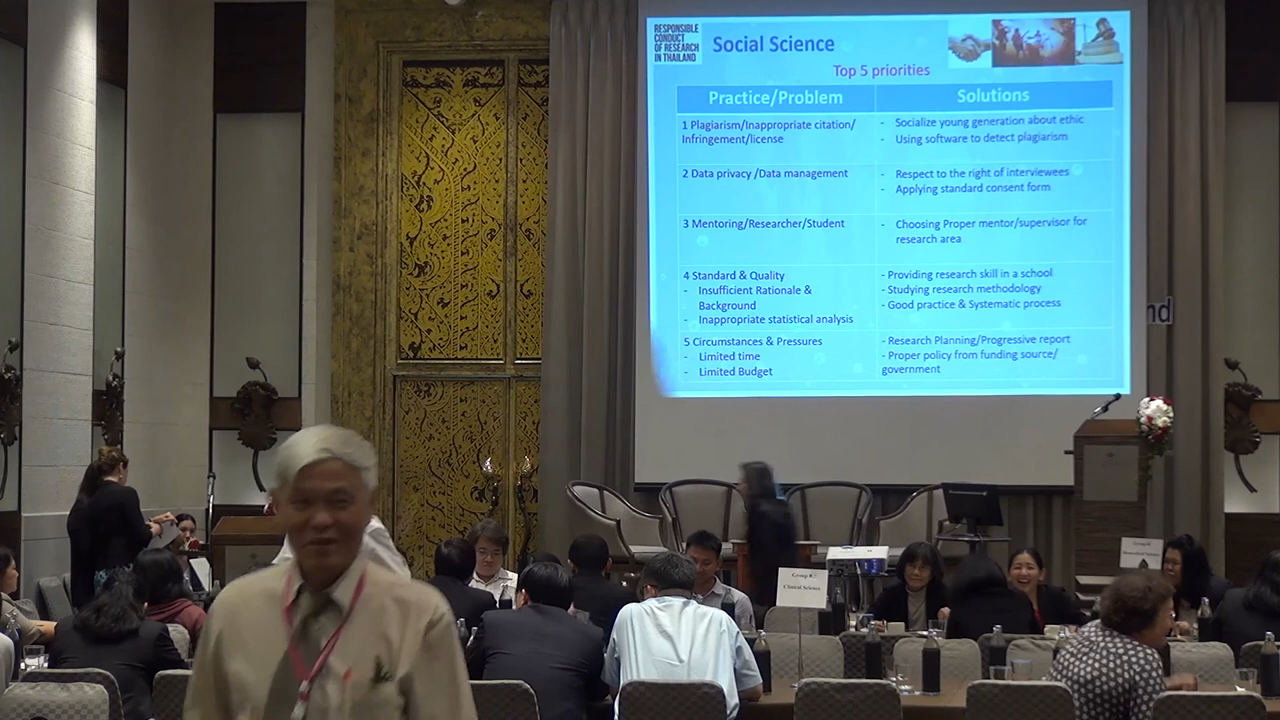 RESPONSIBLE
CONDUCT
OF RESEARCH
IN THAILAND
Social Science
Top 5 priorities
Practice/Problem
Solutions
1 Plagiarism/Inappropriate citation/
Infringement/license
- Socialize young generation about ethic
- Using software to detect plagiarism
2 Data privacy /Data management
- Respect to the right of interviewees
- Applying standard consent form
3 Mentoring/Researcher/Student
- Choosing Proper mentor/supervisor for
research area
4 Standard & Quality
- Insufficient Rationale &
Background
- Inappropriate statistical analysis
- Providing research skill in a school
- Studying research methodology
- Good practice & Systematic process
5 Circumstances & Pressures
- Limited time
- Limited Budget
- Research Planning/Progressive report
- Proper policy from funding source/
government
nd
Clinical Science